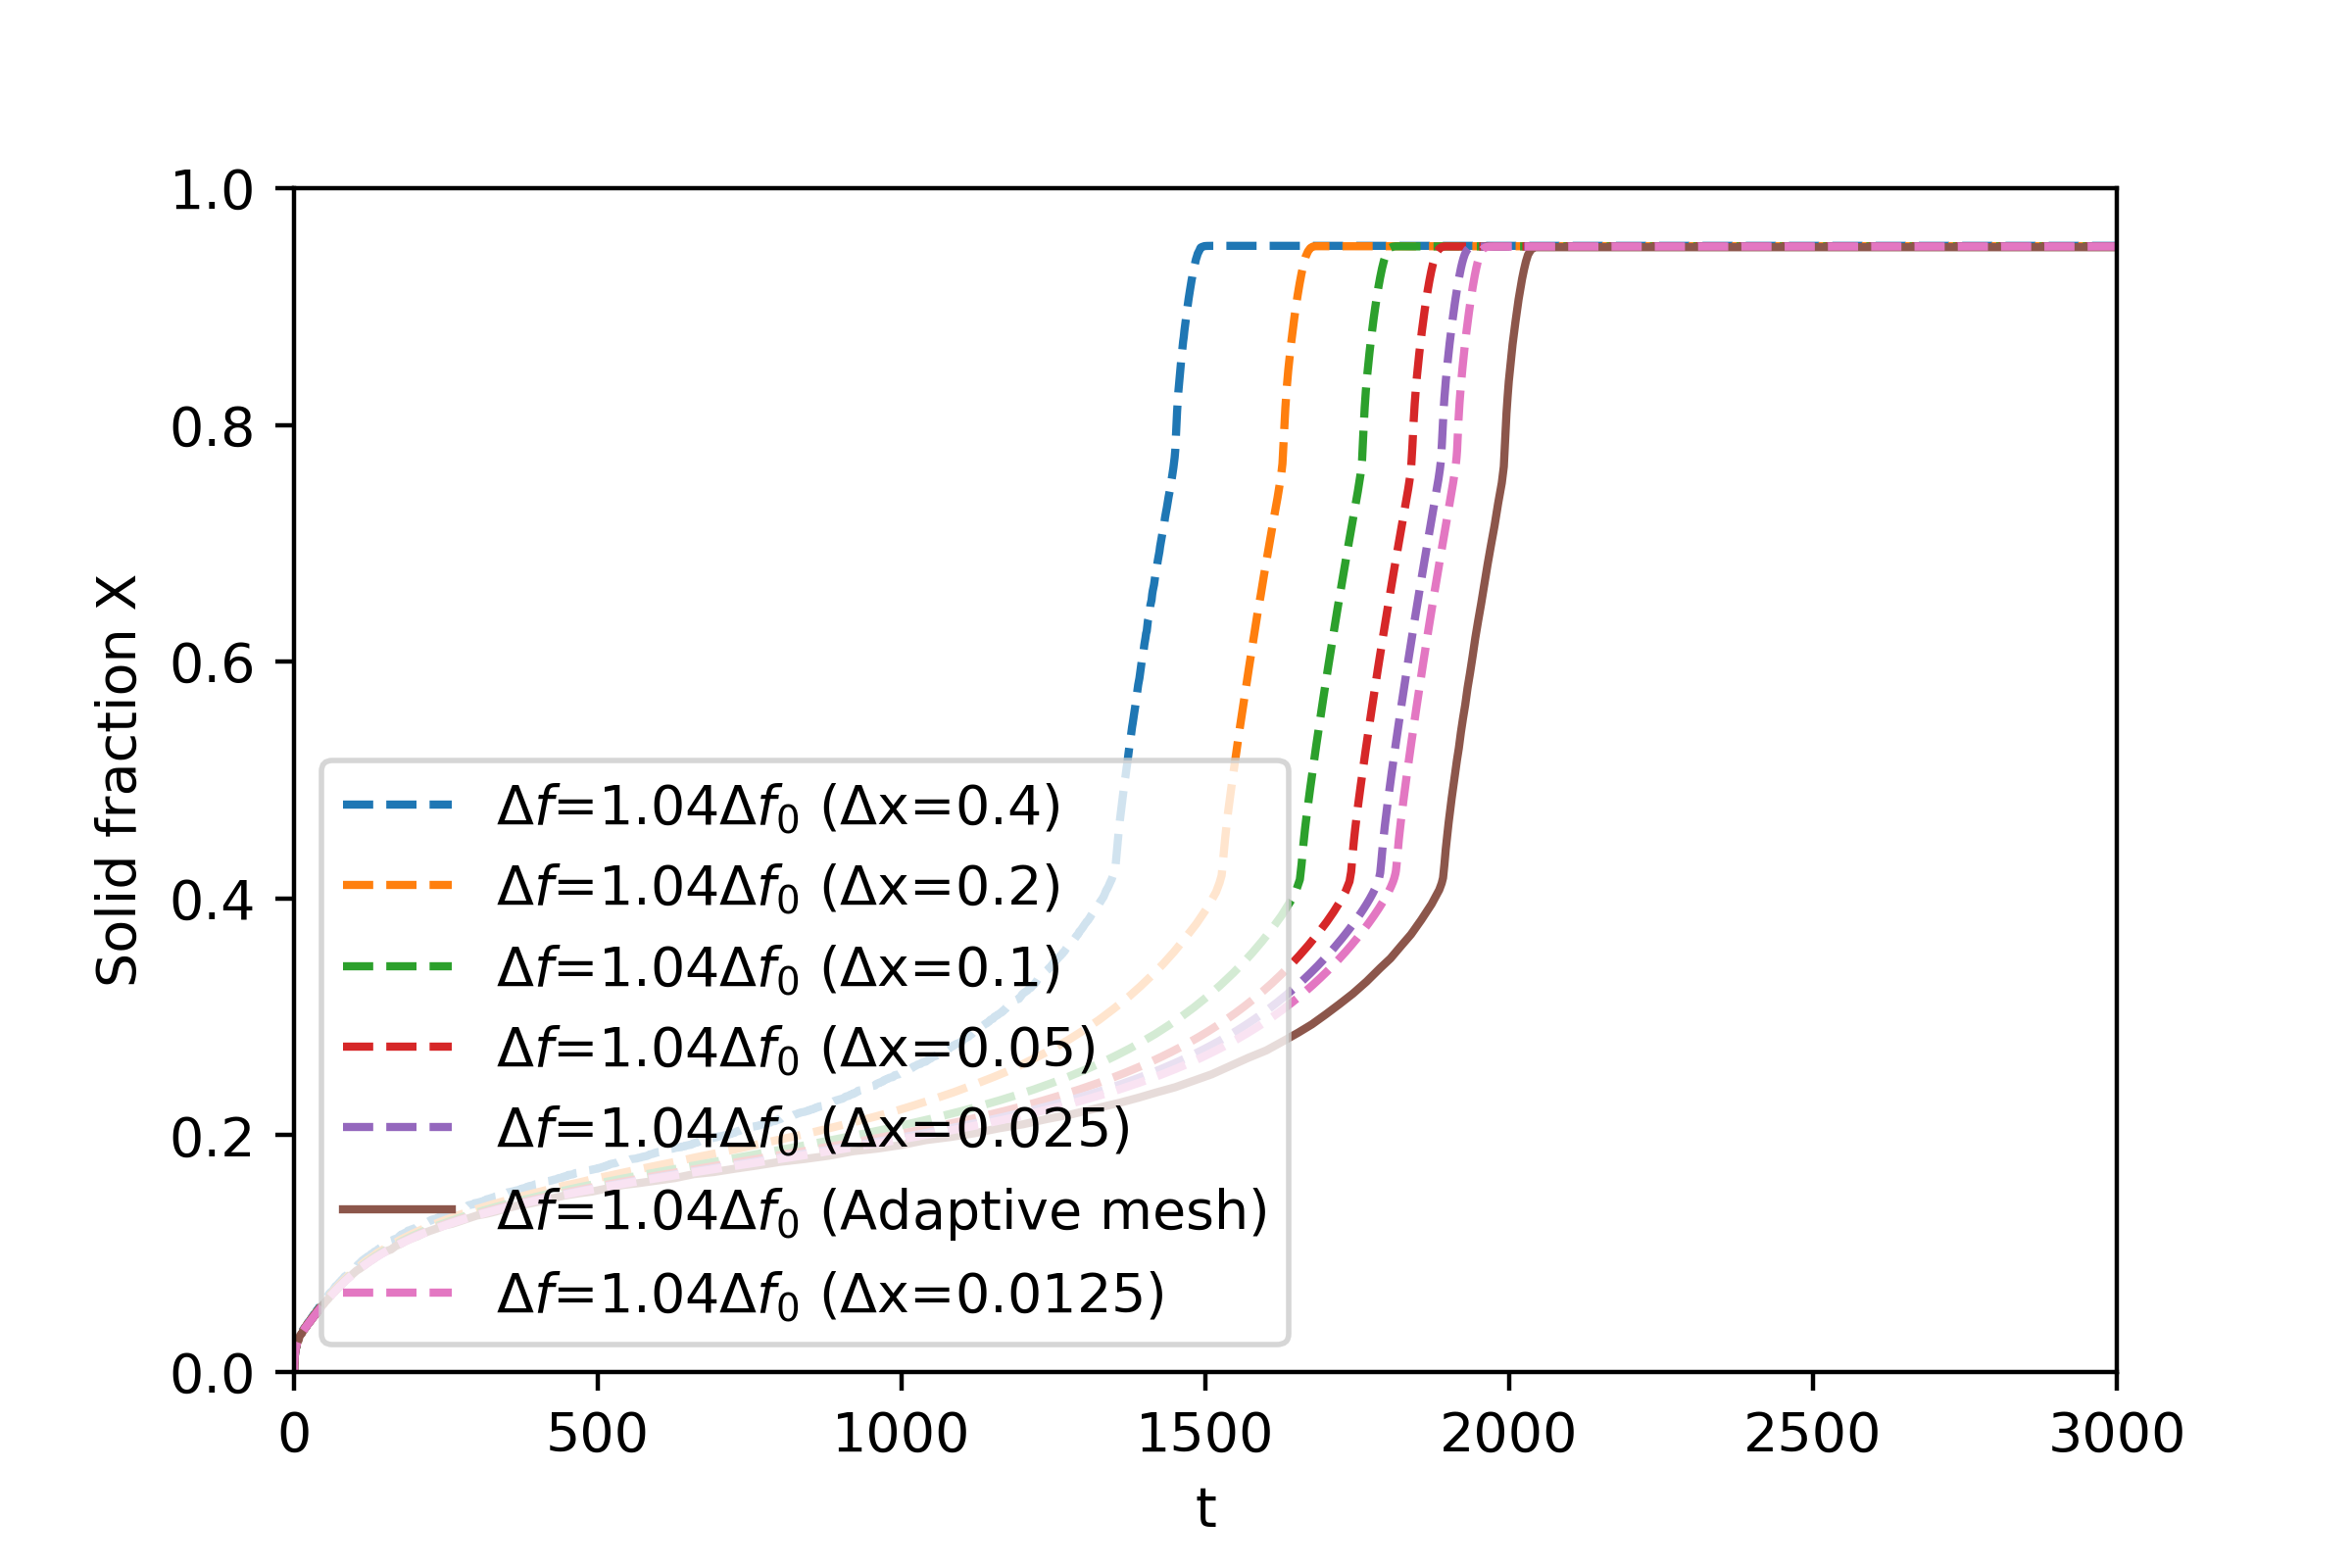 1.0
0.8
0.6
0.4
0.2
0.0
Solid fraction X
Δf=1.04Δf₀ (Δx=0.4)
Δf=1.04Δf₀ (Δx=0.2)
Δf=1.04Δf₀ (Δx=0.1)
Δf=1.04Δf₀ (Δx=0.05)
Δf=1.04Δf₀ (Δx=0.025)
Δf=1.04Δf₀ (Adaptive mesh)
Δf=1.04Δf₀ (Δx=0.0125)
0 500 1000 1500 2000 2500 3000
t